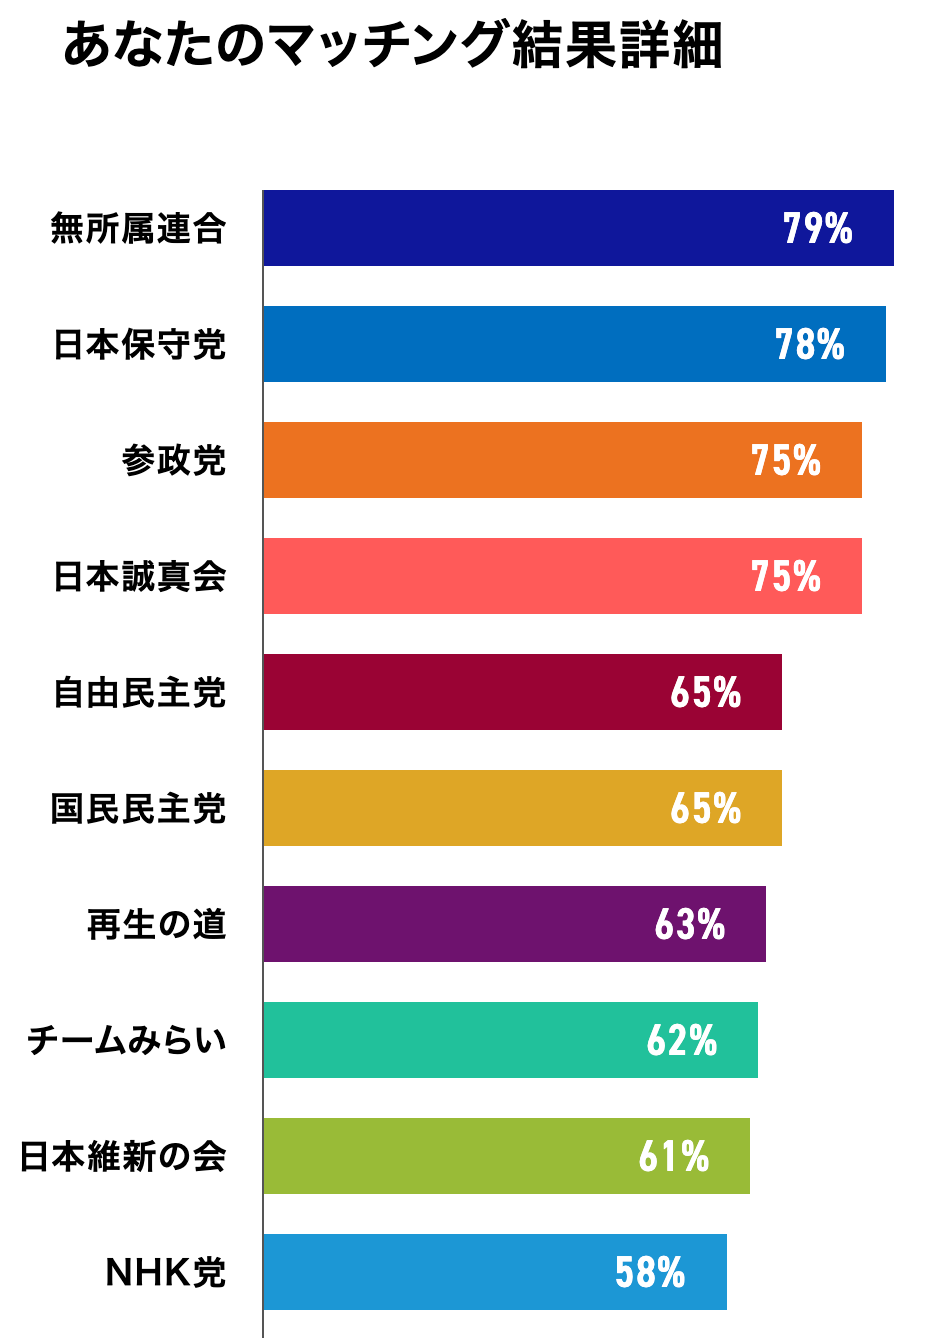 あなたのマッチング結果詳細
無所属連合 79%
日本保守党 78%
参政党 75%
日本誠真会 75%
自由民主党 65%
国民民主党 65%
再生の道 63%
チームみらい 62%
日本維新の会 61%
NHK党 58%